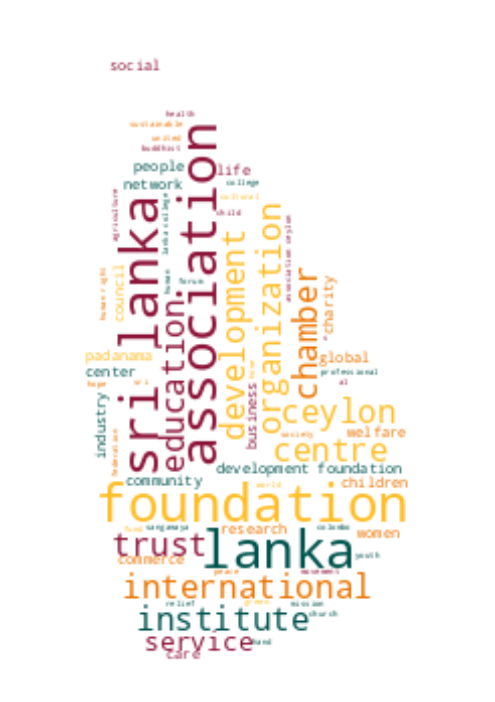 social
health
sustainable
united
buddhist
association
people
life
network
college
cultural
agriculture
lanka college
child
sri lanka
association ceylon
human right
council
human
forum
development
organization
chamber
charity
education
padanama
global
center
professional
hope
sri
al
business
industry
ceylon
federation
society
welfare
centre
development foundation
community
world
children
foundation
fund
sangamaya
research
colombo
women
trust
lanka
commerce
youth
peace
movement
international
relief
green
mission
institute
church
service
hand
care